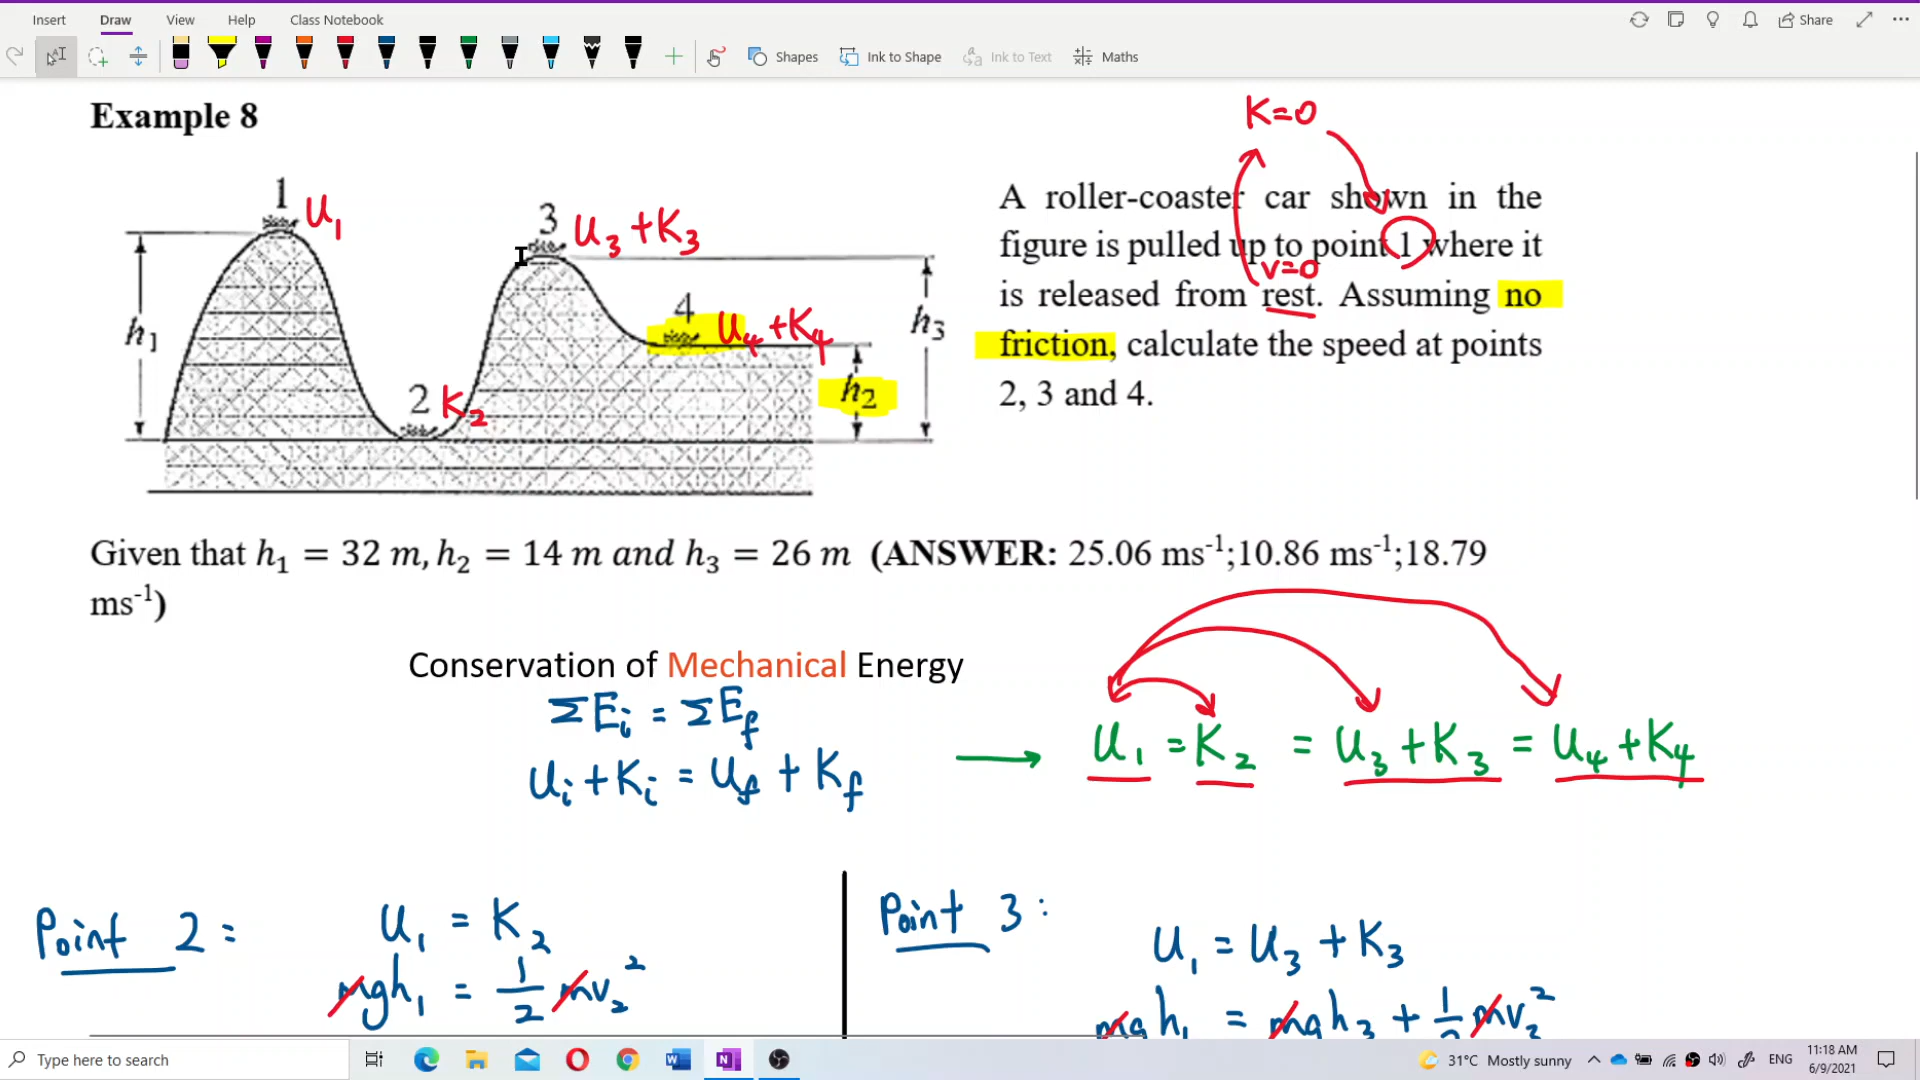 Insert Draw View Help Class Notebook Share
Shapes Ink to Shape Ink to Text Maths
Example 8
K=0
1 U₁
3 U₃+K₃
4 U₄+K₄
2 K₂
h₁
h₃
h₂
A roller-coaster car shown in the
figure is pulled up to point 1 where it
v=0
is released from rest. Assuming no
friction, calculate the speed at points
2, 3 and 4.
Given that h₁ = 32 m, h₂ = 14 m and h₃ = 26 m (ANSWER: 25.06 ms⁻¹;10.86 ms⁻¹;18.79
ms⁻¹)
Conservation of Mechanical Energy
ΣEᵢ = ΣE_f
Uᵢ+Kᵢ = U_f + K_f
U₁ = K₂ = U₃+K₃ = U₄+K₄
Point 2:
U₁ = K₂
mgh₁ = 1/2 mv₂²
Point 3:
U₁ = U₃ + K₃
mgh₁ = mgh₃ + 1/2 mv₃²
Type here to search
31°C Mostly sunny
ENG
11:18 AM
6/9/2021